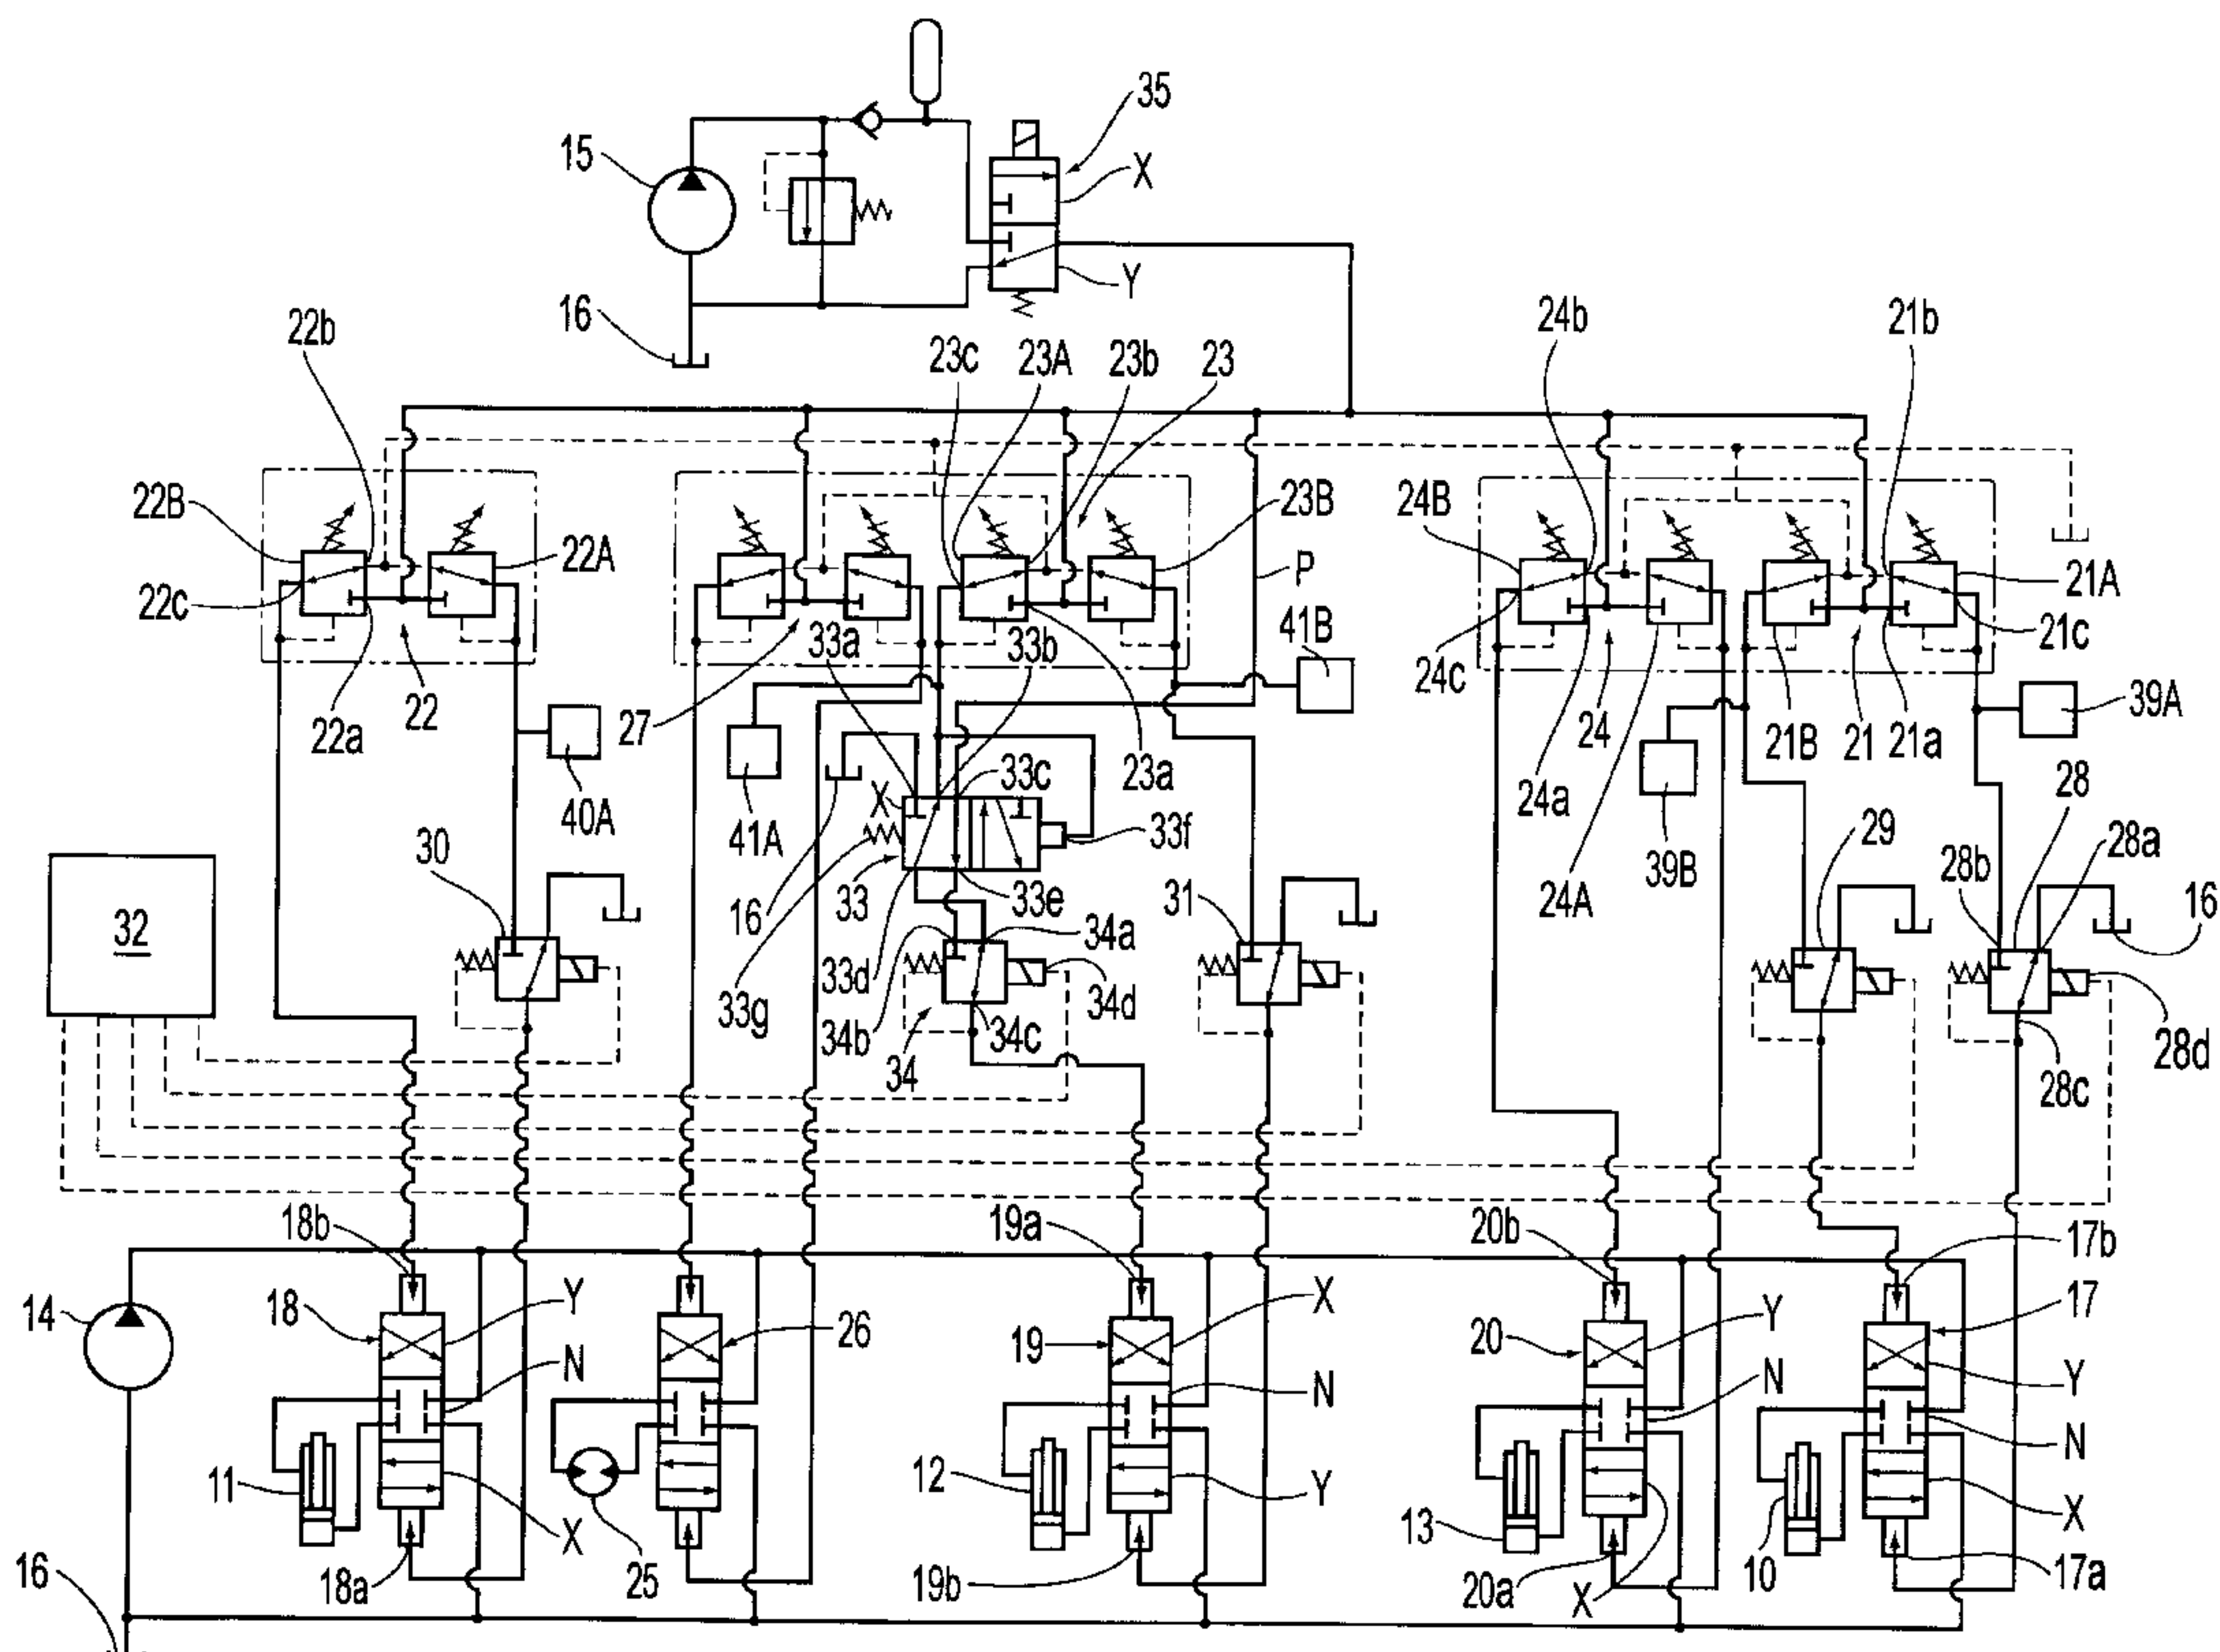 35
15
X
Y
16
22b
23c
23A
23b
23
24b
21b
22B
22A
23B
24B
21A
22c
P
33a
33b
41B
24c
21c
22a
22
27
23a
24
21B
21
21a
39A
40A
41A
X
33c
24a
39B
24A
28
30
33f
29
28b
28a
32
16
33
33e
31
16
33g
33d
34a
34b
34
34c
34d
28c
28d
18b
19a
20b
17b
14
18
Y
26
19
X
20
Y
17
N
N
N
Y
11
12
Y
13
10
N
X
16
18a
X
25
19b
20a
X
17a